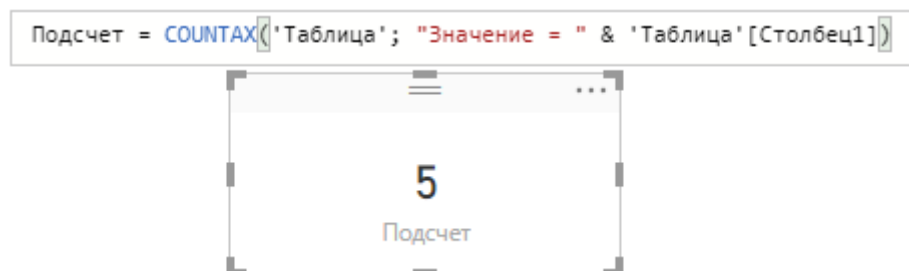 Подсчет = COUNTAX('Таблица'; "Значение = " & 'Таблица'[Столбец1])
5
Подсчет